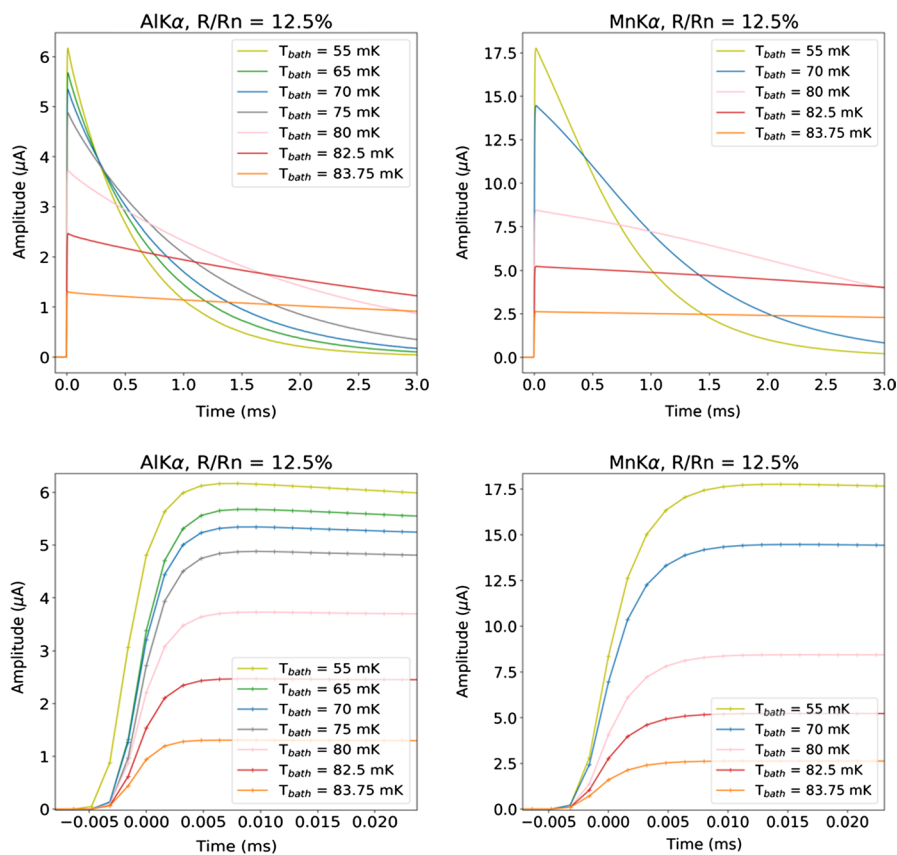 AlKα, R/Rn = 12.5%
Amplitude (μA)
6
5
4
3
2
1
0
T_bath = 55 mK
T_bath = 65 mK
T_bath = 70 mK
T_bath = 75 mK
T_bath = 80 mK
T_bath = 82.5 mK
T_bath = 83.75 mK
0.0 0.5 1.0 1.5 2.0 2.5 3.0
Time (ms)
MnKα, R/Rn = 12.5%
Amplitude (μA)
17.5
15.0
12.5
10.0
7.5
5.0
2.5
0.0
T_bath = 55 mK
T_bath = 70 mK
T_bath = 80 mK
T_bath = 82.5 mK
T_bath = 83.75 mK
0.0 0.5 1.0 1.5 2.0 2.5 3.0
Time (ms)
AlKα, R/Rn = 12.5%
Amplitude (μA)
6
5
4
3
2
1
0
T_bath = 55 mK
T_bath = 65 mK
T_bath = 70 mK
T_bath = 75 mK
T_bath = 80 mK
T_bath = 82.5 mK
T_bath = 83.75 mK
−0.005 0.000 0.005 0.010 0.015 0.020
Time (ms)
MnKα, R/Rn = 12.5%
Amplitude (μA)
17.5
15.0
12.5
10.0
7.5
5.0
2.5
0.0
T_bath = 55 mK
T_bath = 70 mK
T_bath = 80 mK
T_bath = 82.5 mK
T_bath = 83.75 mK
−0.005 0.000 0.005 0.010 0.015 0.020
Time (ms)